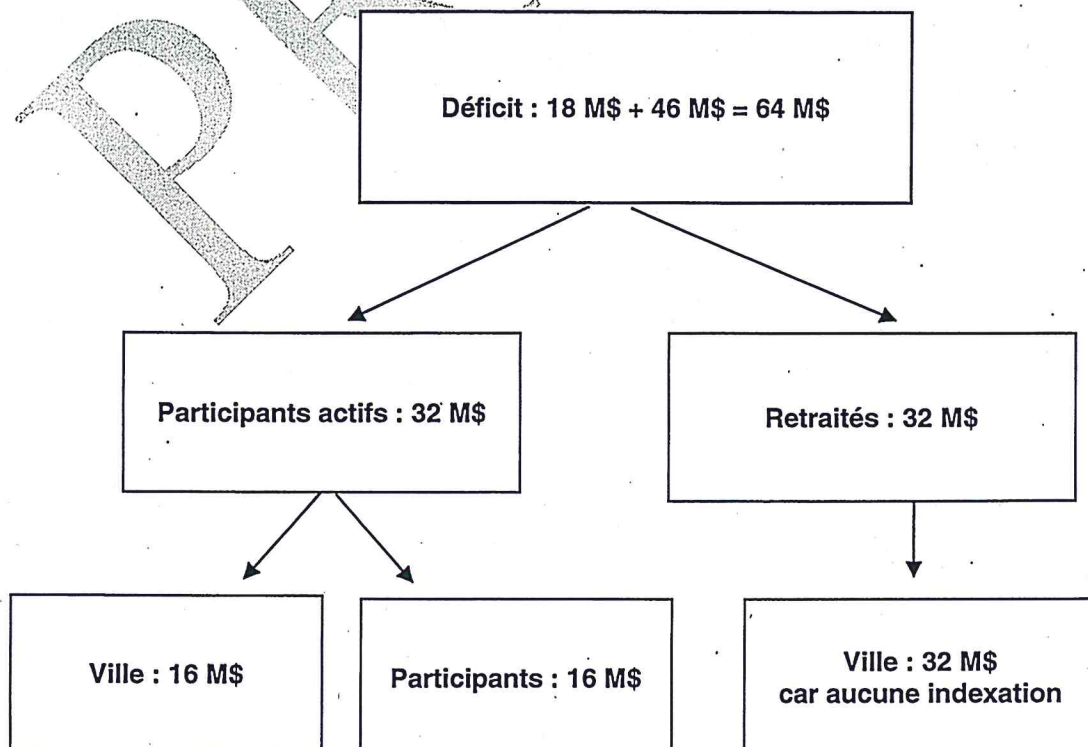 Déficit : 18 M$ + 46 M$ = 64 M$
Participants actifs : 32 M$
Retraités : 32 M$
Ville : 16 M$
Participants : 16 M$
Ville : 32 M$
car aucune indexation